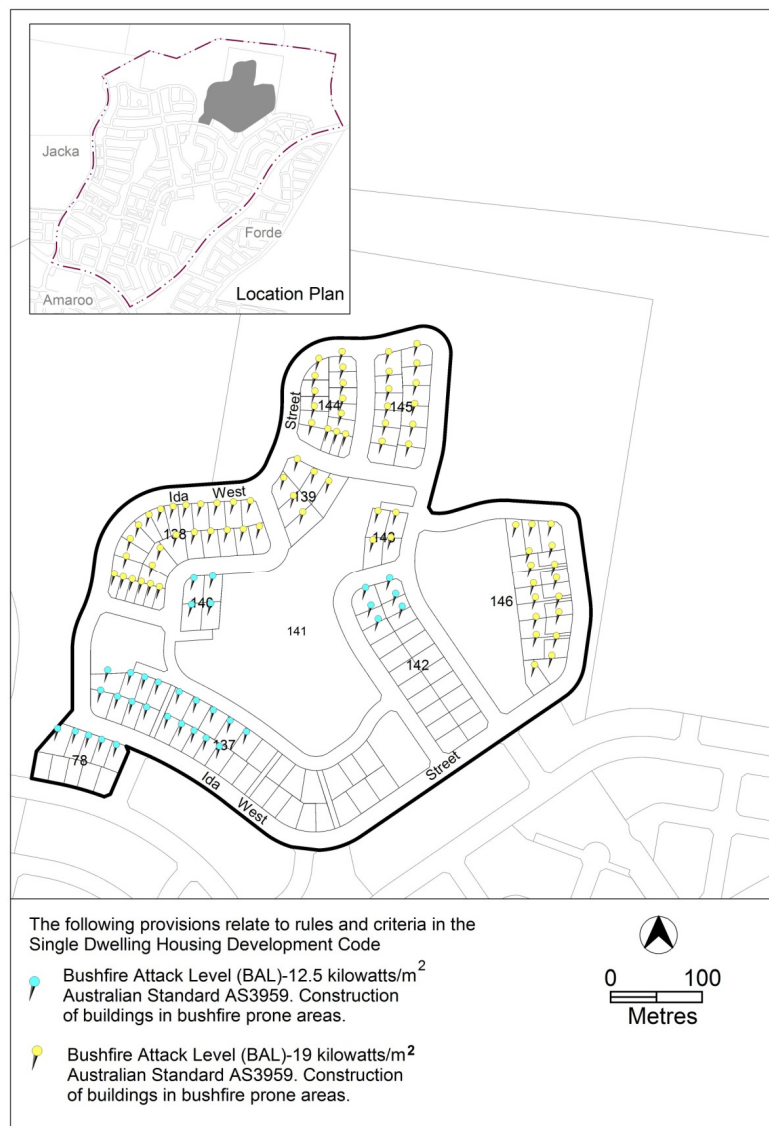 Jacka
Forde
Amaroo
Location Plan
Street
144
145
139
Ida West
138
143
140
141
146
142
137
78
Ida West
Street
The following provisions relate to rules and criteria in the
Single Dwelling Housing Development Code
Bushfire Attack Level (BAL)-12.5 kilowatts/m²
Australian Standard AS3959. Construction
of buildings in bushfire prone areas.
Bushfire Attack Level (BAL)-19 kilowatts/m²
Australian Standard AS3959. Construction
of buildings in bushfire prone areas.
0 100
Metres